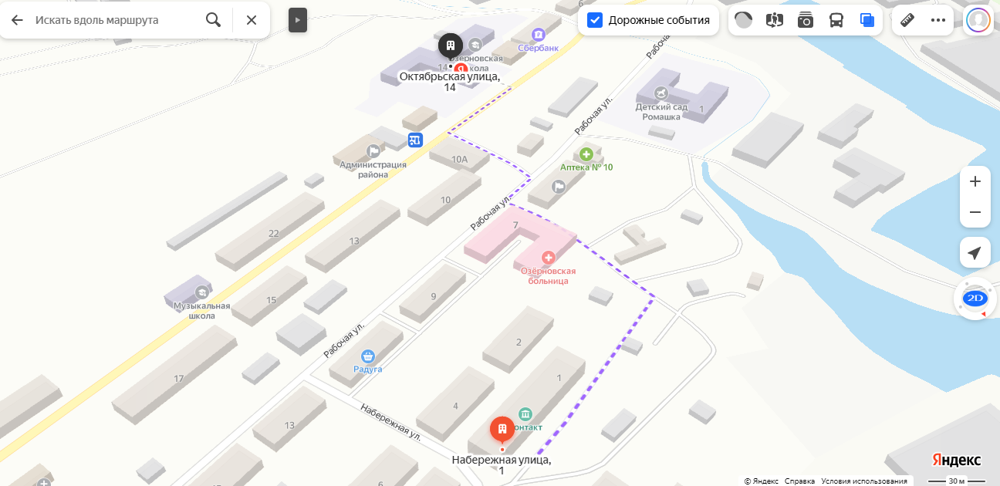 Искать вдоль маршрута
Дорожные события
6
Сбербанк
Рабочая
Озерновская
школа
14
Я
Октябрьская улица,
14
Рабочая ул.
Детский сад
Ромашка
1
10А
Аптека № 10
Администрация
района
10
Рабочая ул.
22
13
7
Озёрновская
больница
2D
Музыкальная
школа
15
9
Рабочая ул.
2
Радуга
17
1
4
Набережная ул.
13
онтакт
Набережная улица,
1
6
Яндекс
© Яндекс Справка Условия использования
30 м